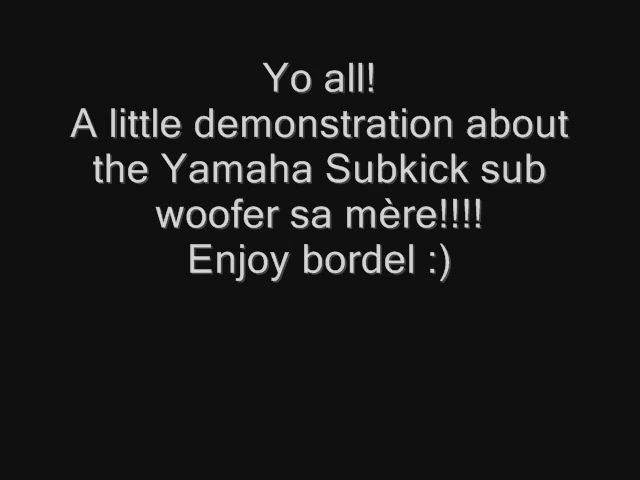 Yo all!
A little demonstration about
the Yamaha Subkick sub
woofer sa mère!!!!
Enjoy bordel :)